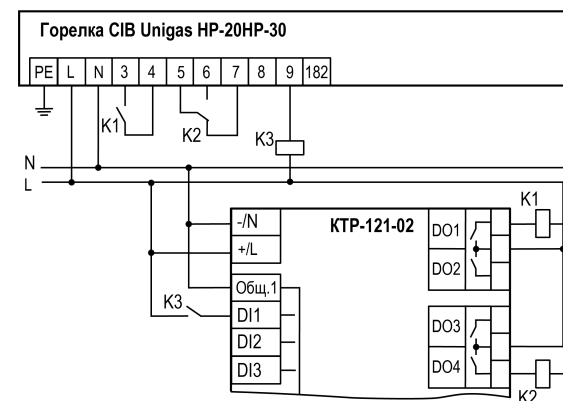 Горелка CIB Unigas HP-20HP-30
PE L N 3 4 5 6 7 8 9 182
K1
K2
K3
N
L
K1
-/N
КТР-121-02
DO1
+/L
DO2
Общ.1
K3
DI1
DO3
DI2
DI3
DO4
K2